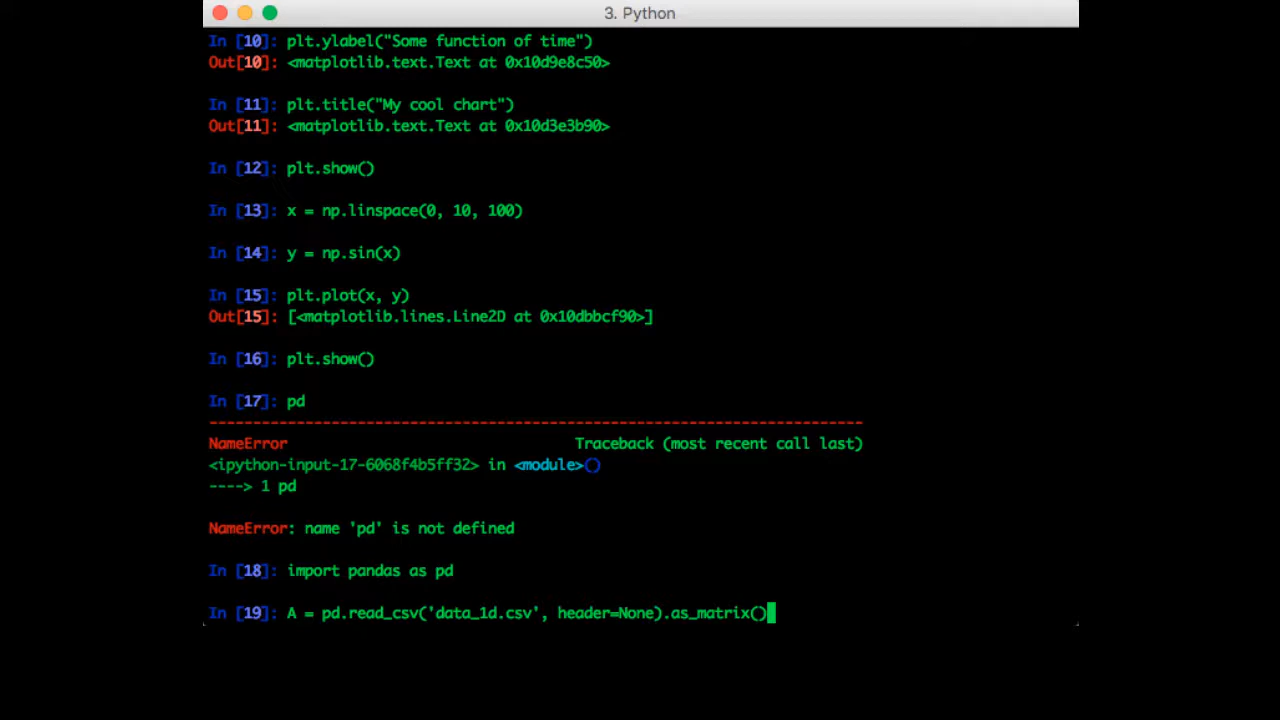 3. Python
In [10]: plt.ylabel("Some function of time")
Out[10]: <matplotlib.text.Text at 0x10d9e8c50>
In [11]: plt.title("My cool chart")
Out[11]: <matplotlib.text.Text at 0x10d3e3b90>
In [12]: plt.show()
In [13]: x = np.linspace(0, 10, 100)
In [14]: y = np.sin(x)
In [15]: plt.plot(x, y)
Out[15]: [<matplotlib.lines.Line2D at 0x10dbbcf90>]
In [16]: plt.show()
In [17]: pd
---------------------------------------------------------------------------
NameError                                 Traceback (most recent call last)
<ipython-input-17-6068f4b5ff32> in <module>()
----> 1 pd
NameError: name 'pd' is not defined
In [18]: import pandas as pd
In [19]: A = pd.read_csv('data_1d.csv', header=None).as_matrix()